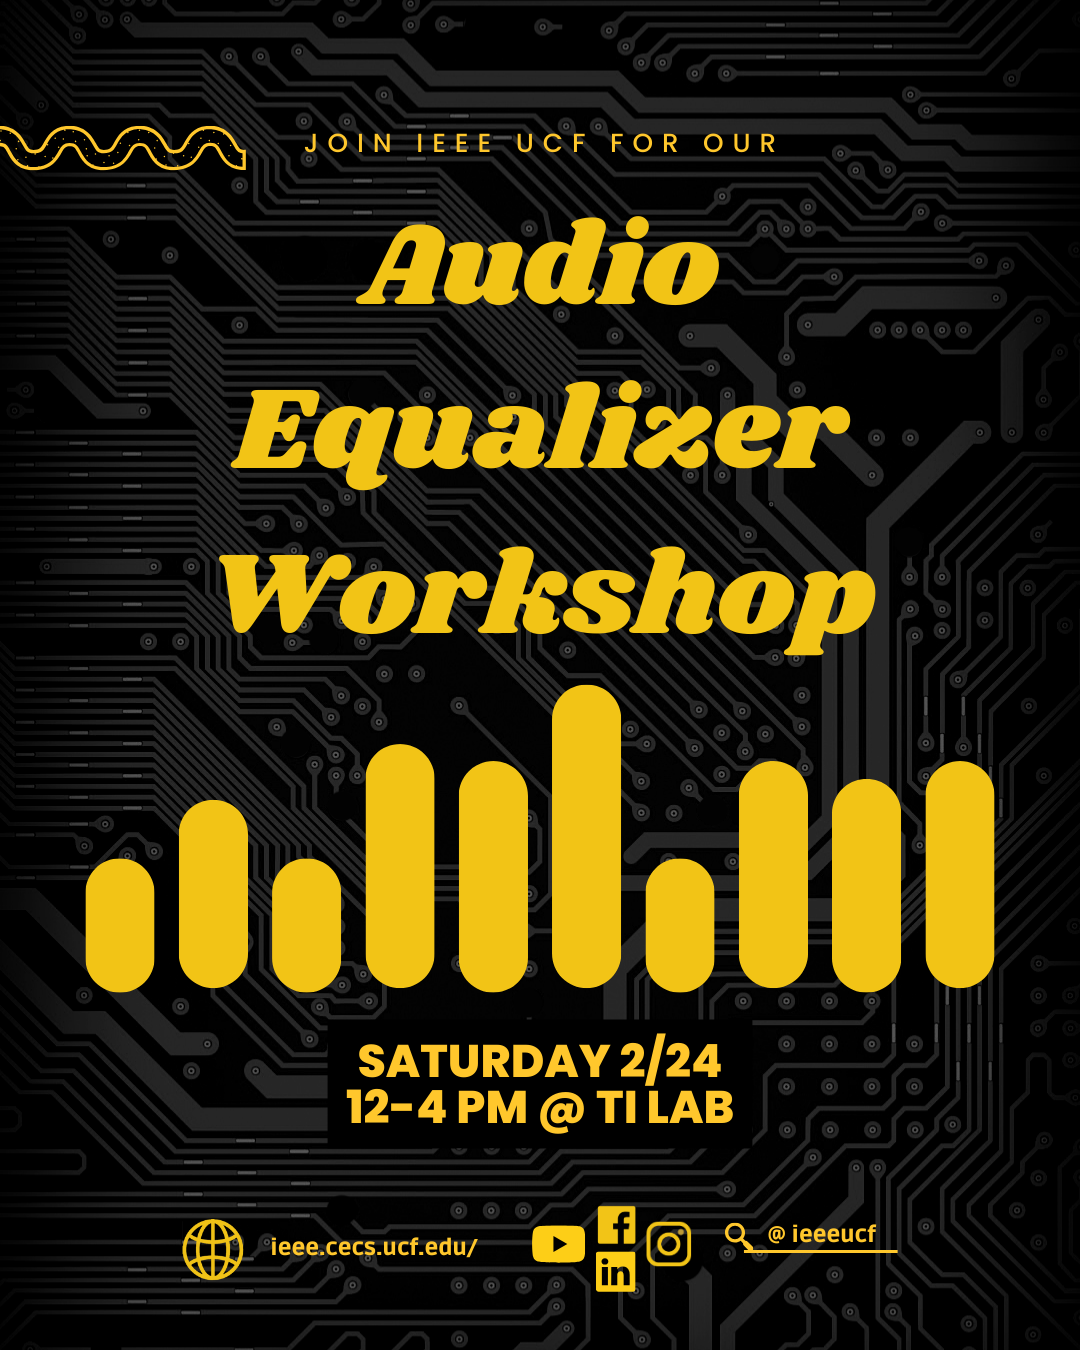 JOIN IEEE UCF FOR OUR
Audio
Equalizer
Workshop
SATURDAY 2/24
12-4 PM @ TI LAB
ieee.cecs.ucf.edu/
@ ieeeucf